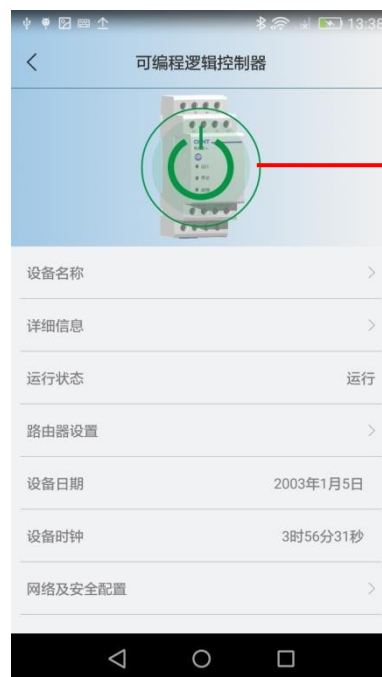 13:38
可编程逻辑控制器
设备名称
详细信息
运行状态 运行
路由器设置
设备日期 2003年1月5日
设备时钟 3时56分31秒
网络及安全配置